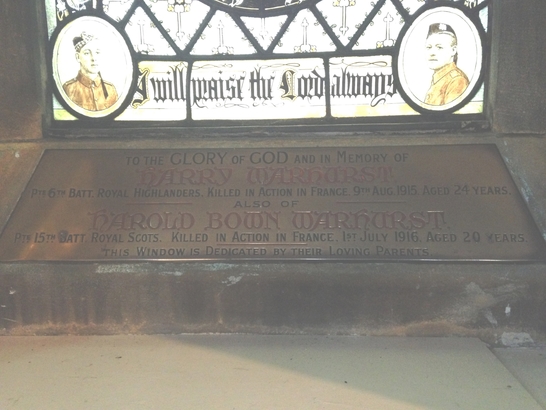 I will praise the Lord always
TO THE GLORY OF GOD AND IN MEMORY OF
HARRY WARHURST.
PTE 6TH BATT. ROYAL HIGHLANDERS. KILLED IN ACTION IN FRANCE 9TH AUG. 1915. AGED 24 YEARS.
ALSO OF
HAROLD BOWN WARHURST.
PTE 15TH BATT. ROYAL SCOTS. KILLED IN ACTION IN FRANCE. 1ST JULY 1916. AGED 20 YEARS.
THIS WINDOW IS DEDICATED BY THEIR LOVING PARENTS.